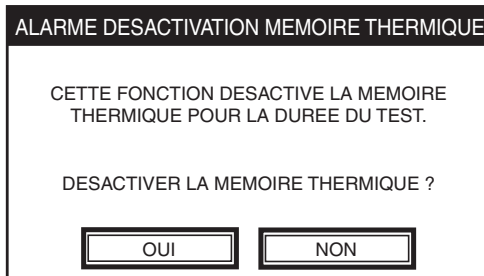 ALARME DESACTIVATION MEMOIRE THERMIQUE
CETTE FONCTION DESACTIVE LA MEMOIRE
THERMIQUE POUR LA DUREE DU TEST.
DESACTIVER LA MEMOIRE THERMIQUE ?
OUI
NON